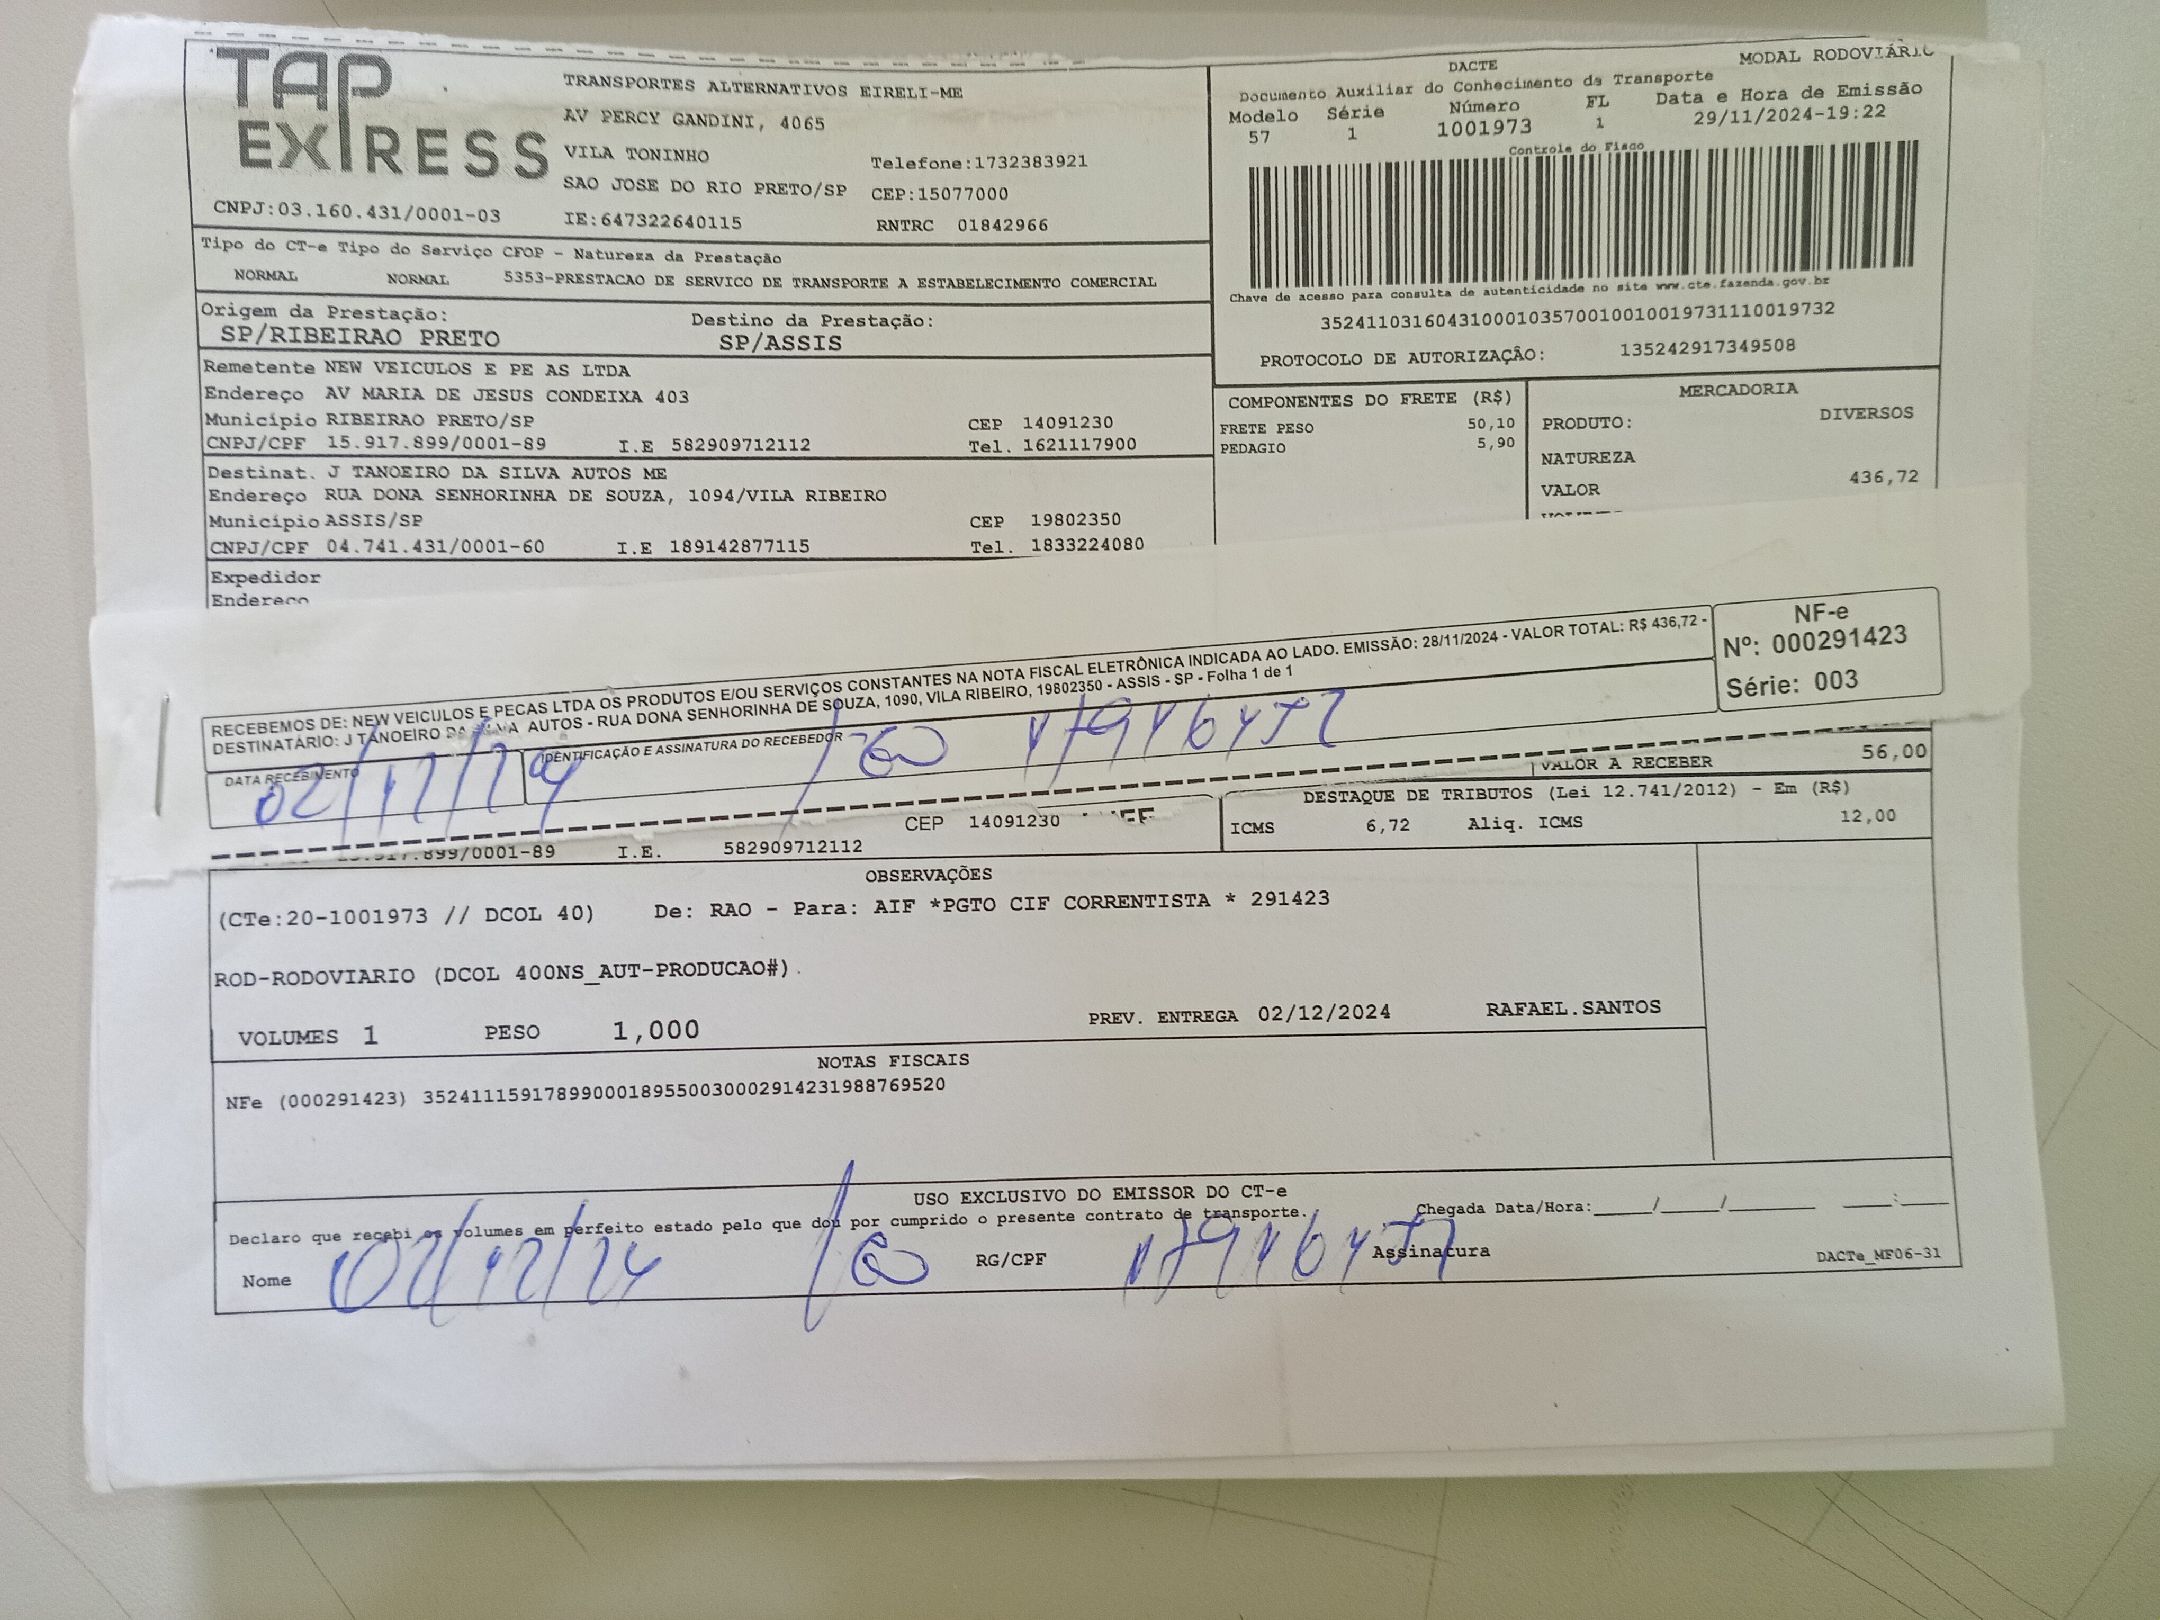 TAP EXPRESS
TRANSPORTES ALTERNATIVOS EIRELI-ME
AV PERCY GANDINI, 4065
VILA TONINHO
Telefone:1732383921
SAO JOSE DO RIO PRETO/SP CEP:15077000
CNPJ:03.160.431/0001-03 IE:647322640115 RNTRC 01842966
DACTE MODAL RODOVIÁRIO
Documento Auxiliar do Conhecimento da Transporte
Modelo Série Número FL Data e Hora de Emissão
57 1 1001973 1 29/11/2024-19:22
Controle do Fisco
Chave de acesso para consulta de autenticidade no site www.cte.fazenda.gov.br
35241103160431000103570010010019731110019732
PROTOCOLO DE AUTORIZAÇÃO: 135242917349508
Tipo do CT-e Tipo do Serviço CFOP - Natureza da Prestação
NORMAL NORMAL 5353-PRESTACAO DE SERVICO DE TRANSPORTE A ESTABELECIMENTO COMERCIAL
Origem da Prestação: Destino da Prestação:
SP/RIBEIRAO PRETO SP/ASSIS
Remetente NEW VEICULOS E PE AS LTDA
Endereço AV MARIA DE JESUS CONDEIXA 403
Município RIBEIRAO PRETO/SP CEP 14091230
CNPJ/CPF 15.917.899/0001-89 I.E 582909712112 Tel. 1621117900
Destinat. J TANOEIRO DA SILVA AUTOS ME
Endereço RUA DONA SENHORINHA DE SOUZA, 1094/VILA RIBEIRO
Município ASSIS/SP CEP 19802350
CNPJ/CPF 04.741.431/0001-60 I.E 189142877115 Tel. 1833224080
Expedidor
Endereço
COMPONENTES DO FRETE (R$)
FRETE PESO 50,10
PEDAGIO 5,90
MERCADORIA
PRODUTO: DIVERSOS
NATUREZA
VALOR 436,72
RECEBEMOS DE: NEW VEICULOS E PECAS LTDA OS PRODUTOS E/OU SERVIÇOS CONSTANTES NA NOTA FISCAL ELETRÔNICA INDICADA AO LADO. EMISSÃO: 28/11/2024 - VALOR TOTAL: R$ 436,72 -
DESTINATÁRIO: J TANOEIRO DA SILVA AUTOS - RUA DONA SENHORINHA DE SOUZA, 1090, VILA RIBEIRO, 19802350 - ASSIS - SP - Folha 1 de 1
NF-e
Nº: 000291423
Série: 003
DATA RECEBIMENTO IDENTIFICAÇÃO E ASSINATURA DO RECEBEDOR
02/12/24
VALOR A RECEBER 56,00
DESTAQUE DE TRIBUTOS (Lei 12.741/2012) - Em (R$)
ICMS 6,72 Aliq. ICMS 12,00
CEP 14091230
899/0001-89 I.E. 582909712112
OBSERVAÇÕES
(CTe:20-1001973 // DCOL 40) De: RAO - Para: AIF *PGTO CIF CORRENTISTA * 291423
ROD-RODOVIARIO (DCOL 400NS_AUT-PRODUCAO#).
VOLUMES 1 PESO 1,000 PREV. ENTREGA 02/12/2024 RAFAEL.SANTOS
NOTAS FISCAIS
NFe (000291423) 35241115917899000189550030002914231988769520
USO EXCLUSIVO DO EMISSOR DO CT-e
Declaro que recebi os volumes em perfeito estado pelo que dou por cumprido o presente contrato de transporte. Chegada Data/Hora:____/____/______ ___:___
Nome 02/12/24 RG/CPF Assinatura DACTe_MF06-31